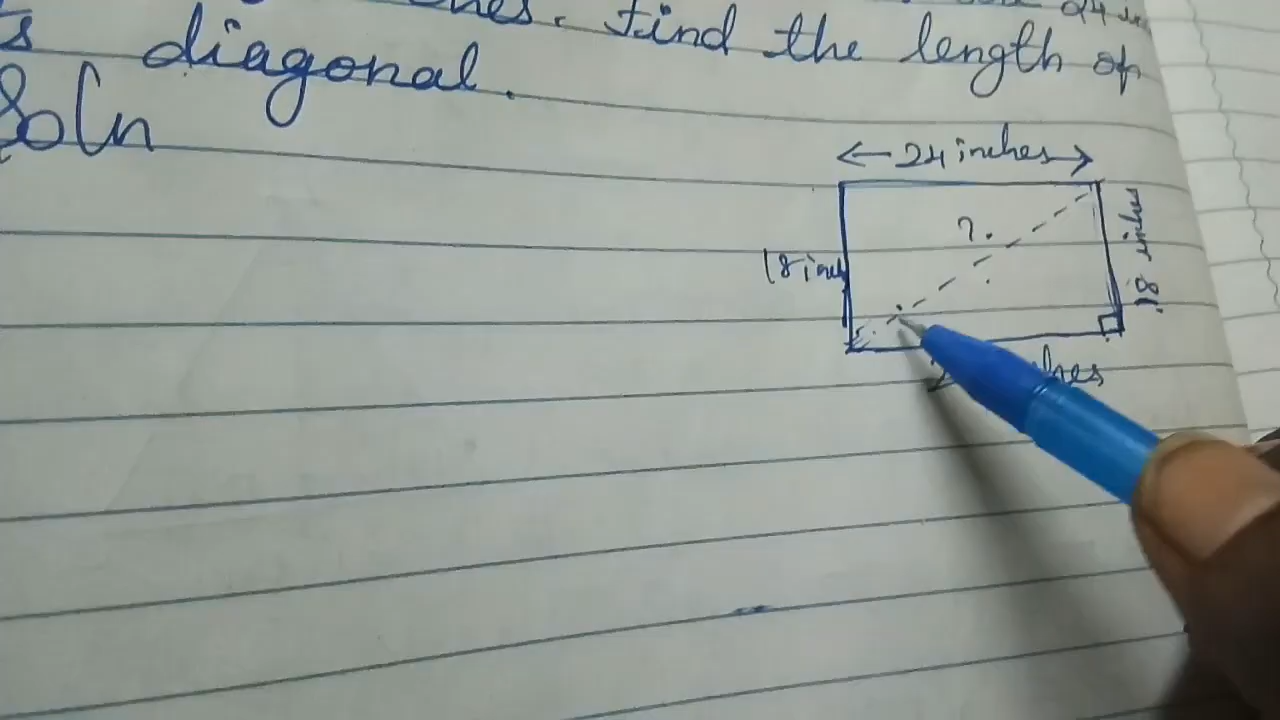 Find the length of
diagonal.
Soln
24 inches
?.
18 inch
18 inches